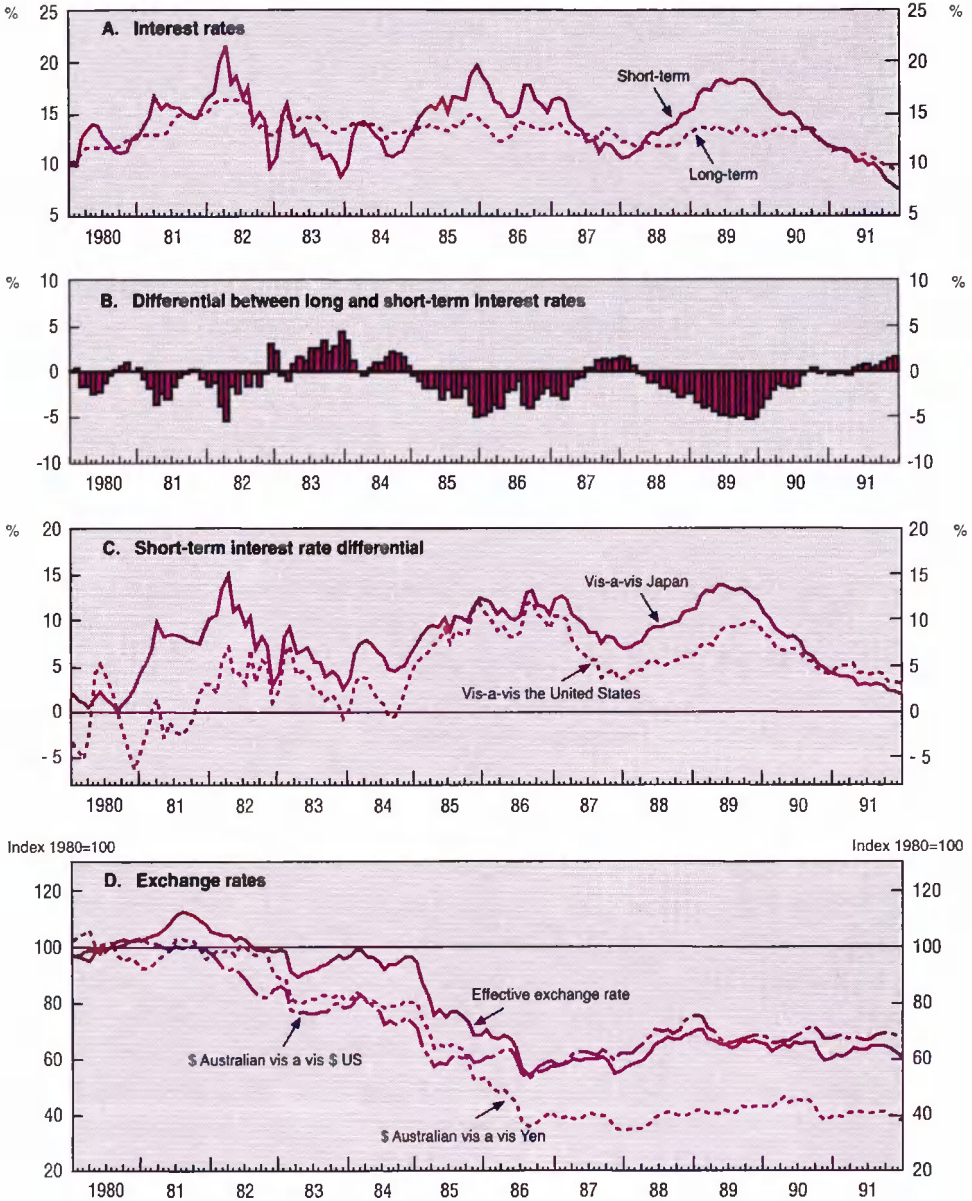 %
%
A. Interest rates
25
25
20
20
15
15
10
10
5
5
Short-term
Long-term
1980 81 82 83 84 85 86 87 88 89 90 91
%
%
B. Differential between long and short-term interest rates
10
10
5
5
0
0
-5
-5
-10
-10
1980 81 82 83 84 85 86 87 88 89 90 91
%
%
C. Short-term interest rate differential
20
20
15
15
10
10
5
5
0
0
- 5
- 5
Vis-a-vis Japan
Vis-a-vis the United States
1980 81 82 83 84 85 86 87 88 89 90 91
Index 1980=100
Index 1980=100
D. Exchange rates
120
120
100
100
80
80
60
60
40
40
20
20
Effective exchange rate
$ Australian vis a vis $ US
$ Australian vis a vis Yen
1980 81 82 83 84 85 86 87 88 89 90 91